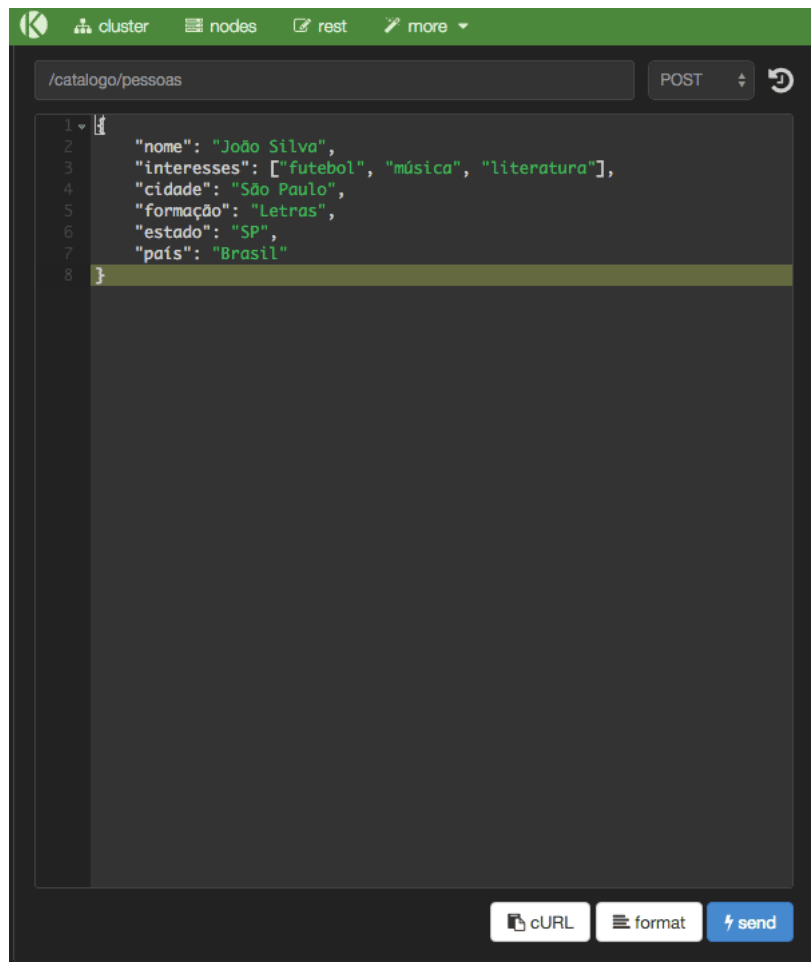 cluster nodes rest more
/catalogo/pessoas POST
1 {
2 "nome": "João Silva",
3 "interesses": ["futebol", "música", "literatura"],
4 "cidade": "São Paulo",
5 "formação": "Letras",
6 "estado": "SP",
7 "país": "Brasil"
8 }
cURL format send